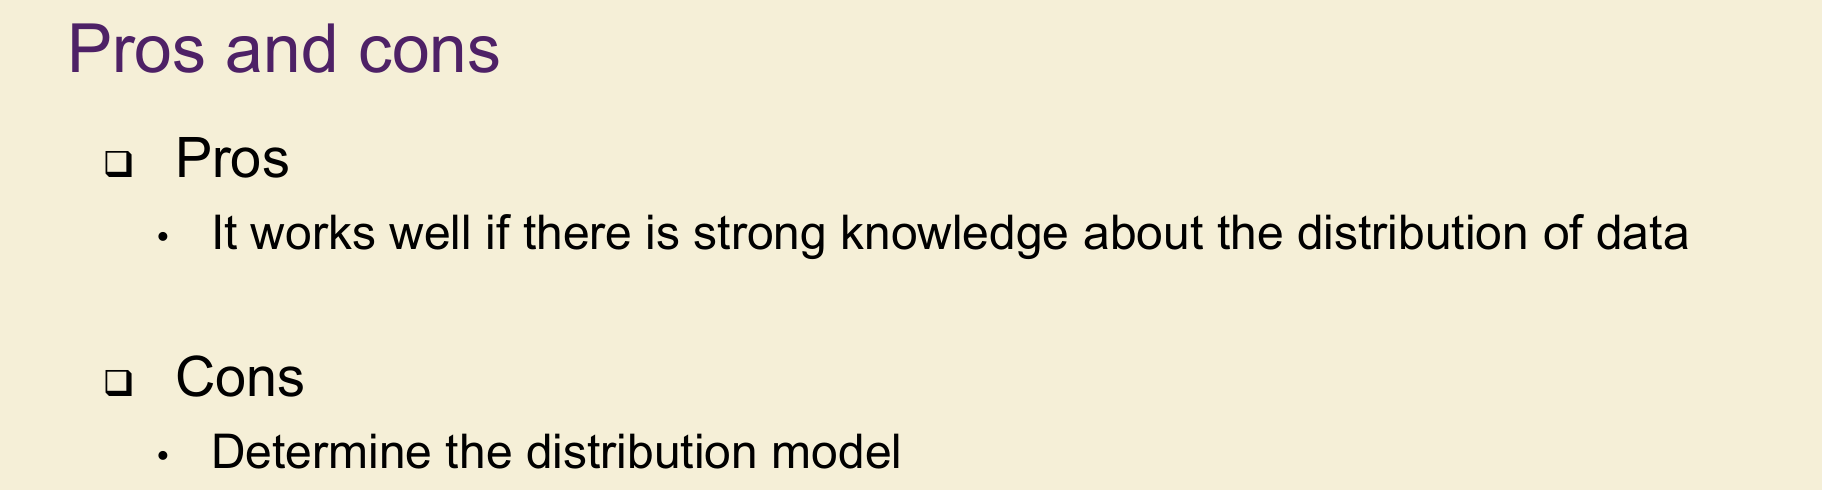 Pros and cons
❑ Pros
• It works well if there is strong knowledge about the distribution of data
❑ Cons
• Determine the distribution model